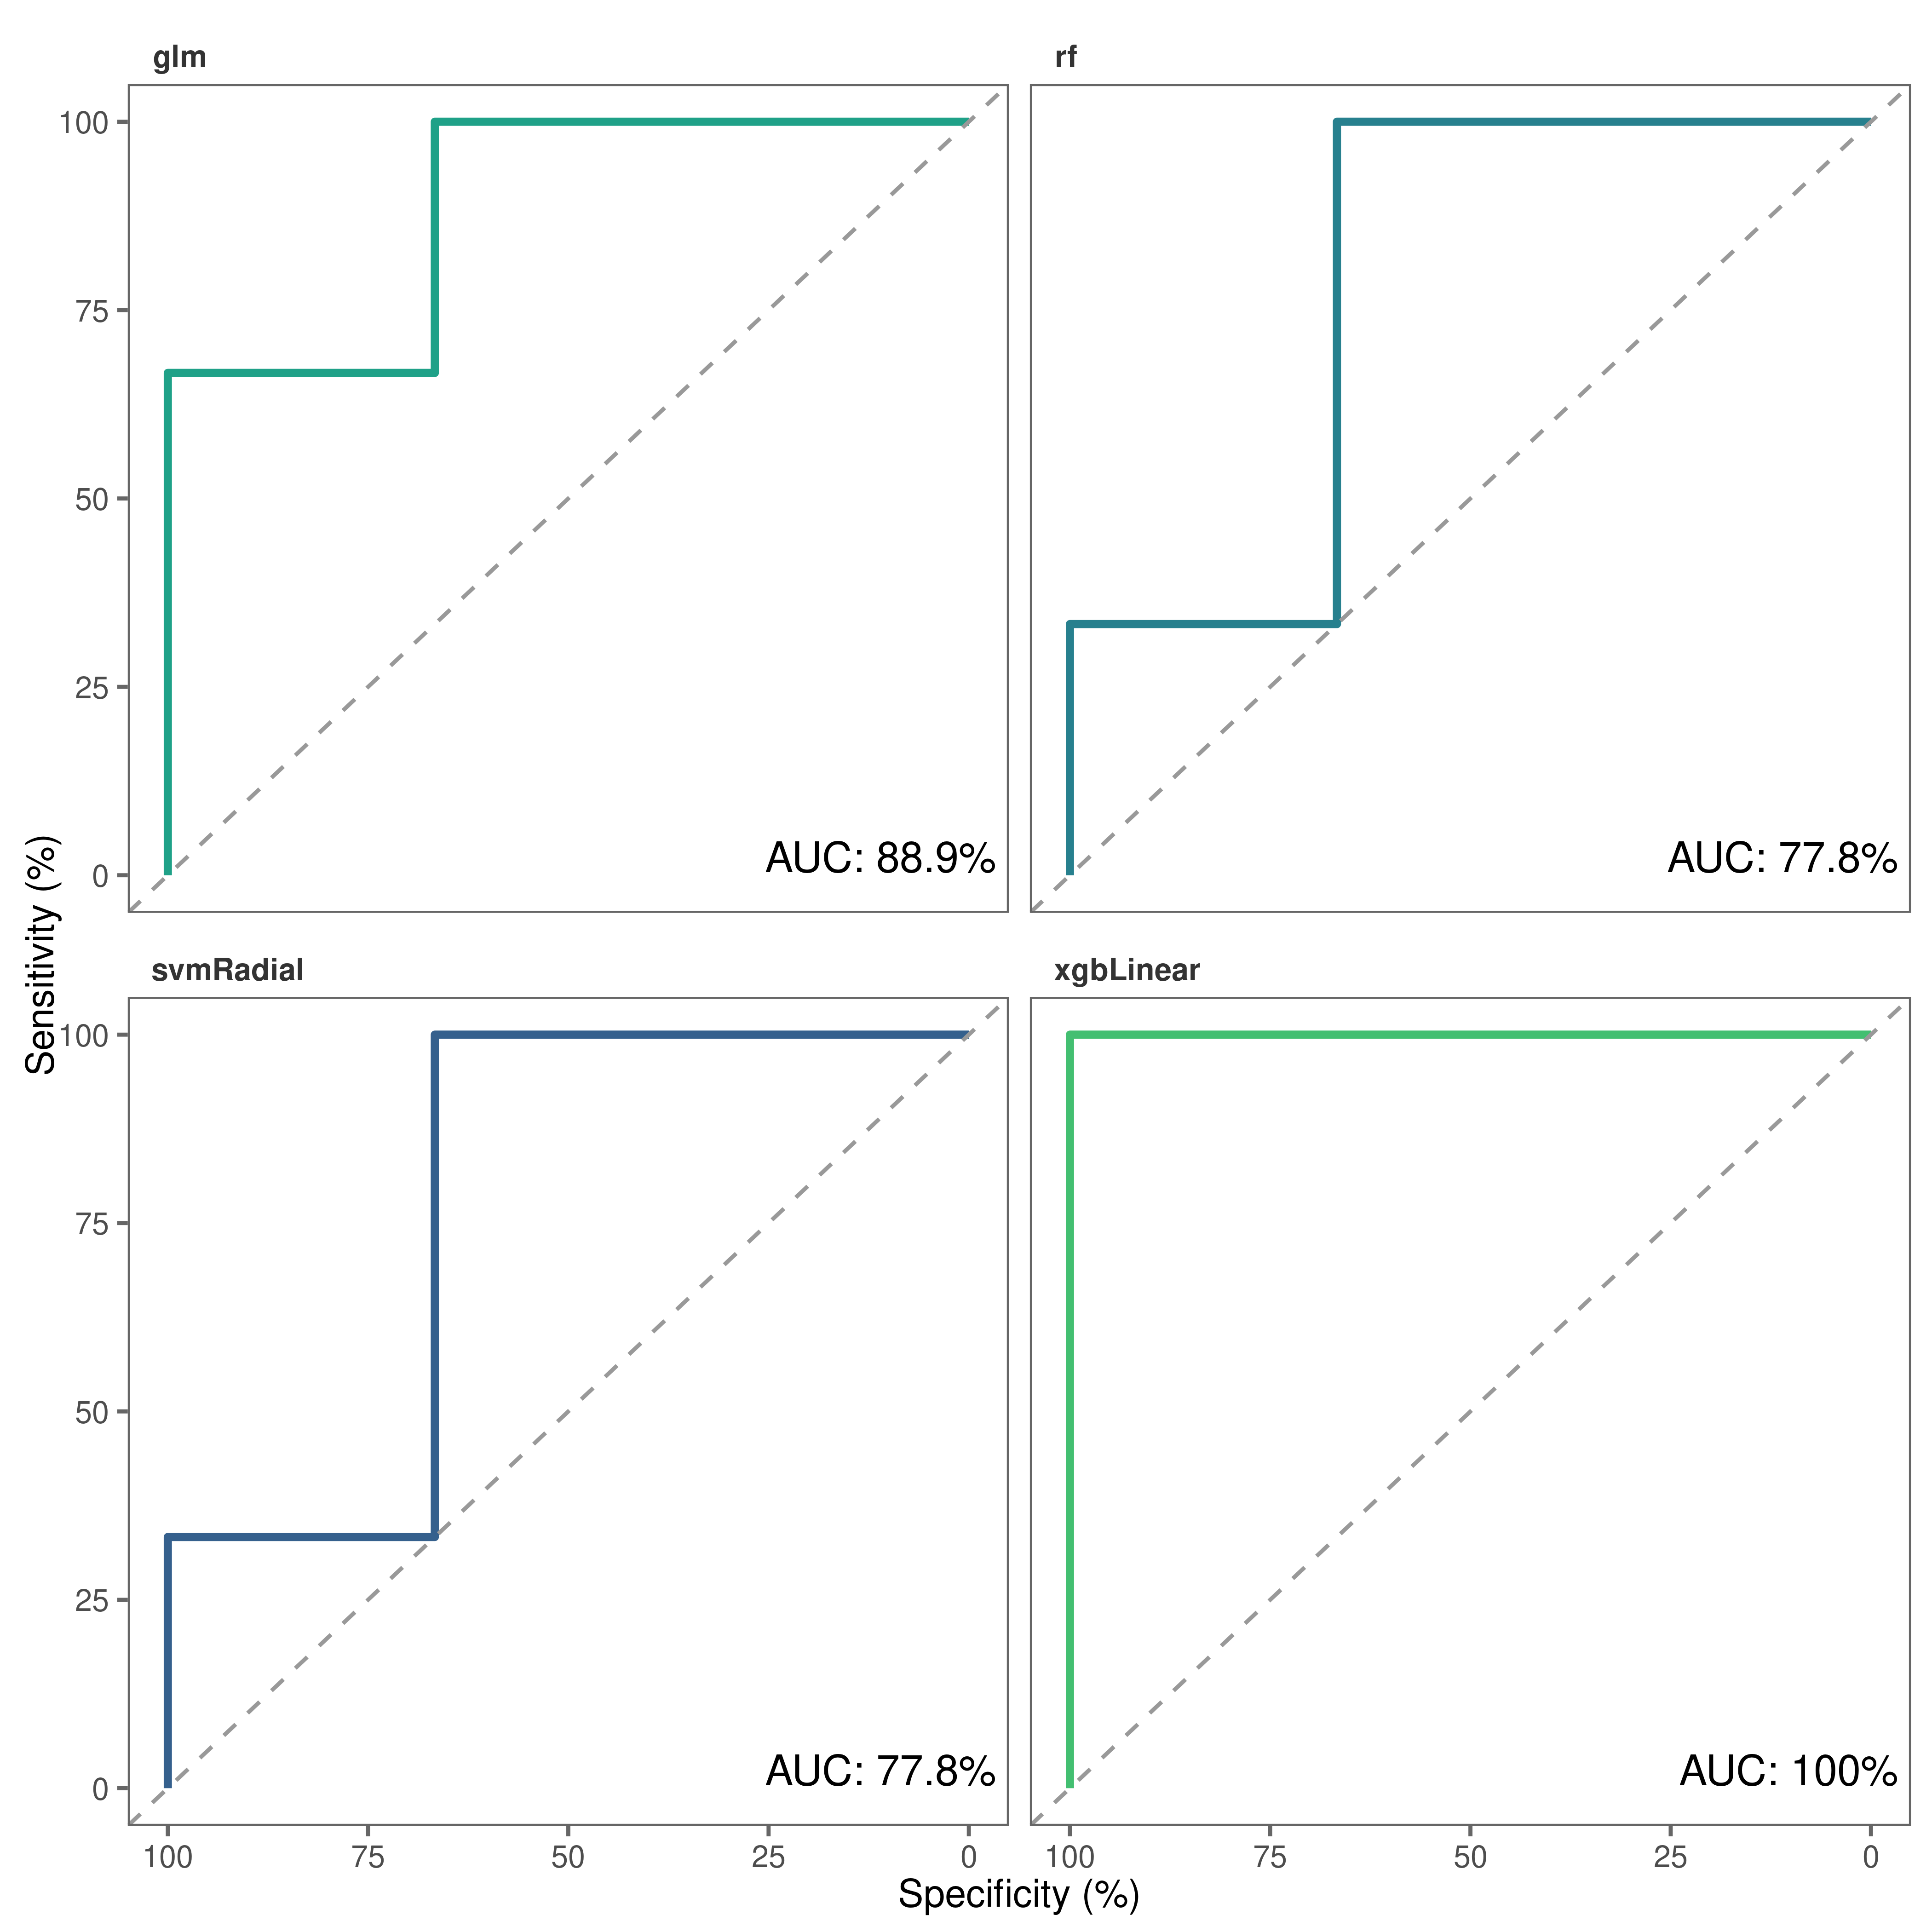 glm
rf
100
75
50
25
0
AUC: 88.9%
AUC: 77.8%
Sensitivity (%)
svmRadial
xgbLinear
100
75
50
25
0
AUC: 77.8%
AUC: 100%
100 75 50 25 0 100 75 50 25 0
Specificity (%)